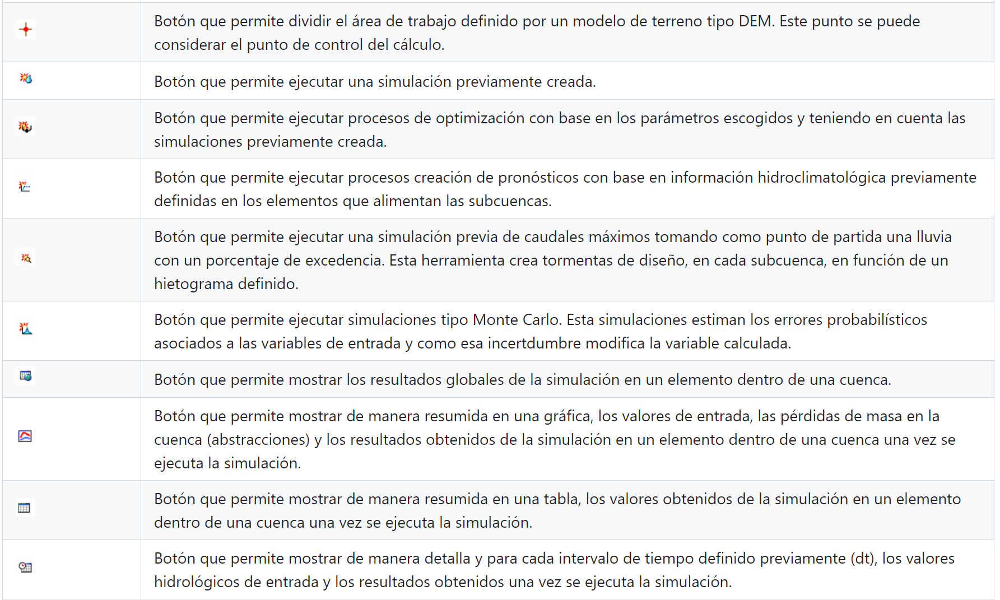 Botón que permite dividir el área de trabajo definido por un modelo de terreno tipo DEM. Este punto se puede
considerar el punto de control del cálculo.
Botón que permite ejecutar una simulación previamente creada.
Botón que permite ejecutar procesos de optimización con base en los parámetros escogidos y teniendo en cuenta las
simulaciones previamente creada.
Botón que permite ejecutar procesos creación de pronósticos con base en información hidroclimatológica previamente
definidas en los elementos que alimentan las subcuencas.
Botón que permite ejecutar una simulación previa de caudales máximos tomando como punto de partida una lluvia
con un porcentaje de excedencia. Esta herramienta crea tormentas de diseño, en cada subcuenca, en función de un
hietograma definido.
Botón que permite ejecutar simulaciones tipo Monte Carlo. Esta simulaciones estiman los errores probabilísticos
asociados a las variables de entrada y como esa incertdumbre modifica la variable calculada.
Botón que permite mostrar los resultados globales de la simulación en un elemento dentro de una cuenca.
Botón que permite mostrar de manera resumida en una gráfica, los valores de entrada, las pérdidas de masa en la
cuenca (abstracciones) y los resultados obtenidos de la simulación en un elemento dentro de una cuenca una vez se
ejecuta la simulación.
Botón que permite mostrar de manera resumida en una tabla, los valores obtenidos de la simulación en un elemento
dentro de una cuenca una vez se ejecuta la simulación.
Botón que permite mostrar de manera detalla y para cada intervalo de tiempo definido previamente (dt), los valores
hidrológicos de entrada y los resultados obtenidos una vez se ejecuta la simulación.